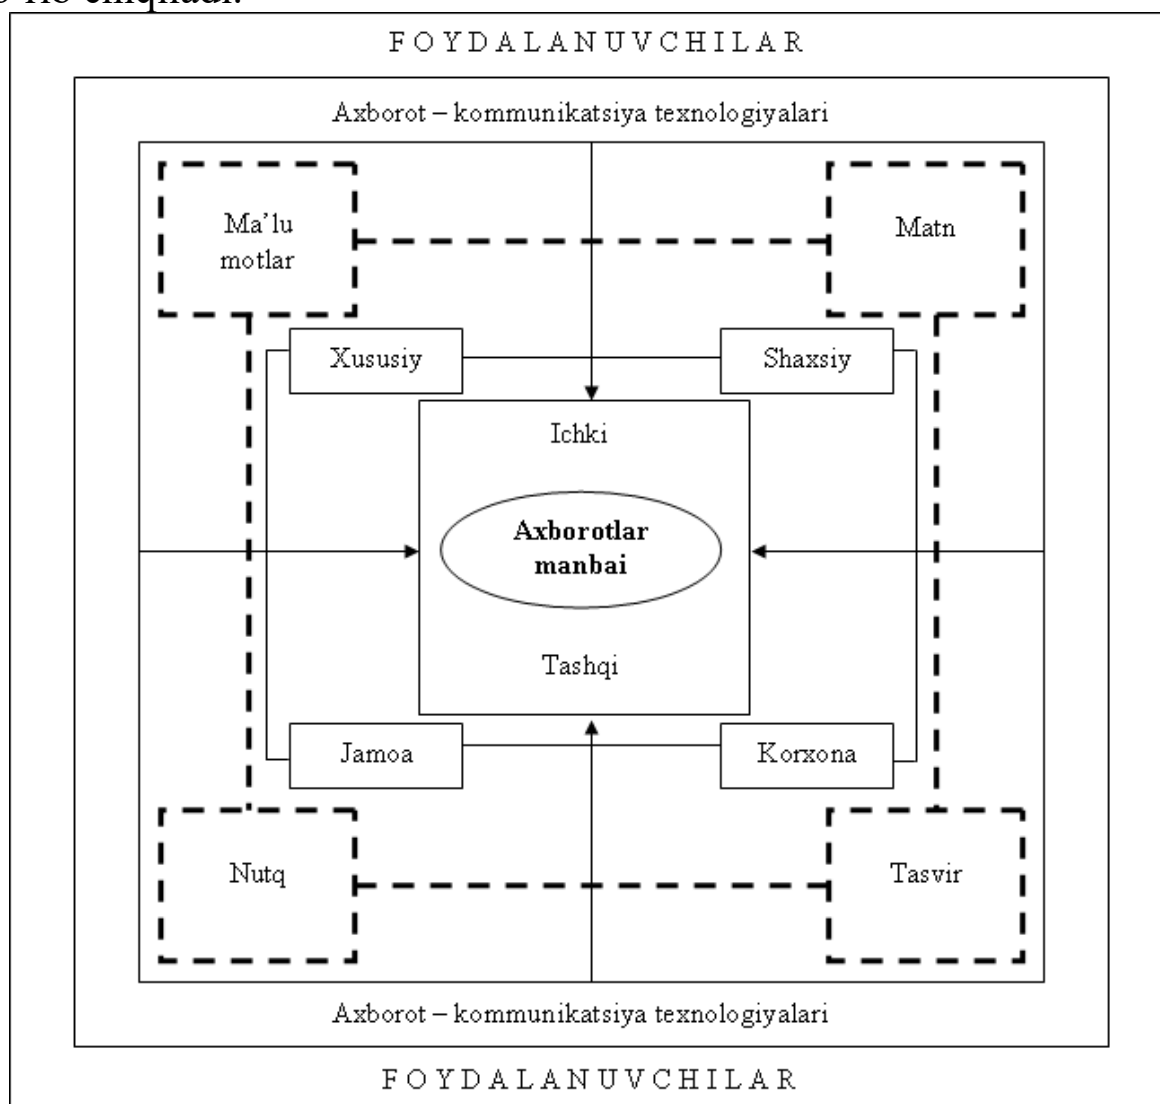 F O Y D A L A N U V C H I L A R
Axborot – kommunikatsiya texnologiyalari
Ma’lu
motlar
Matn
Xususiy
Shaxsiy
Ichki
Axborotlar
manbai
Tashqi
Jamoa
Korxona
Nutq
Tasvir
Axborot – kommunikatsiya texnologiyalari
F O Y D A L A N U V C H I L A R